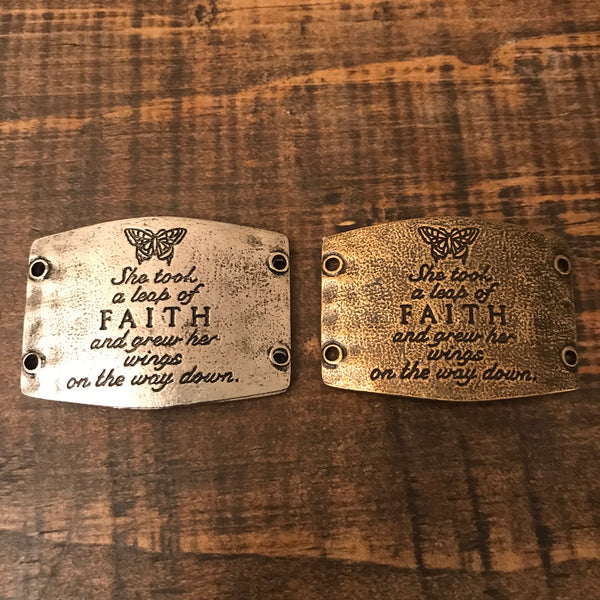 She took
a leap of
FAITH
and grew her
wings
on the way down.
She took
a leap of
FAITH
and grew her
wings
on the way down.